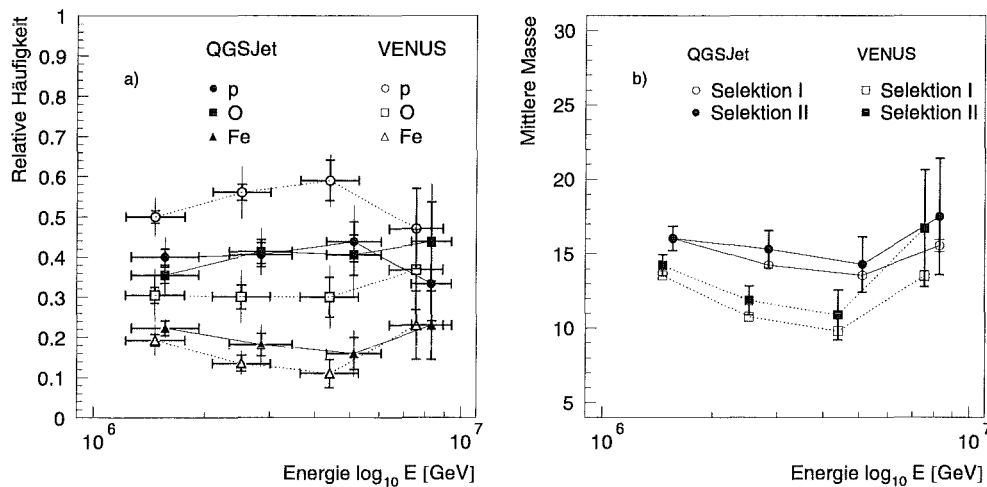 Relative Häufigkeit
1
0.9
0.8
0.7
0.6
0.5
0.4
0.3
0.2
0.1
0
a)
QGSJet
p
O
Fe
VENUS
p
O
Fe
10^6
10^7
Energie log_10 E [GeV]
Mittlere Masse
30
25
20
15
10
5
b)
QGSJet
Selektion I
Selektion II
VENUS
Selektion I
Selektion II
10^6
10^7
Energie log_10 E [GeV]